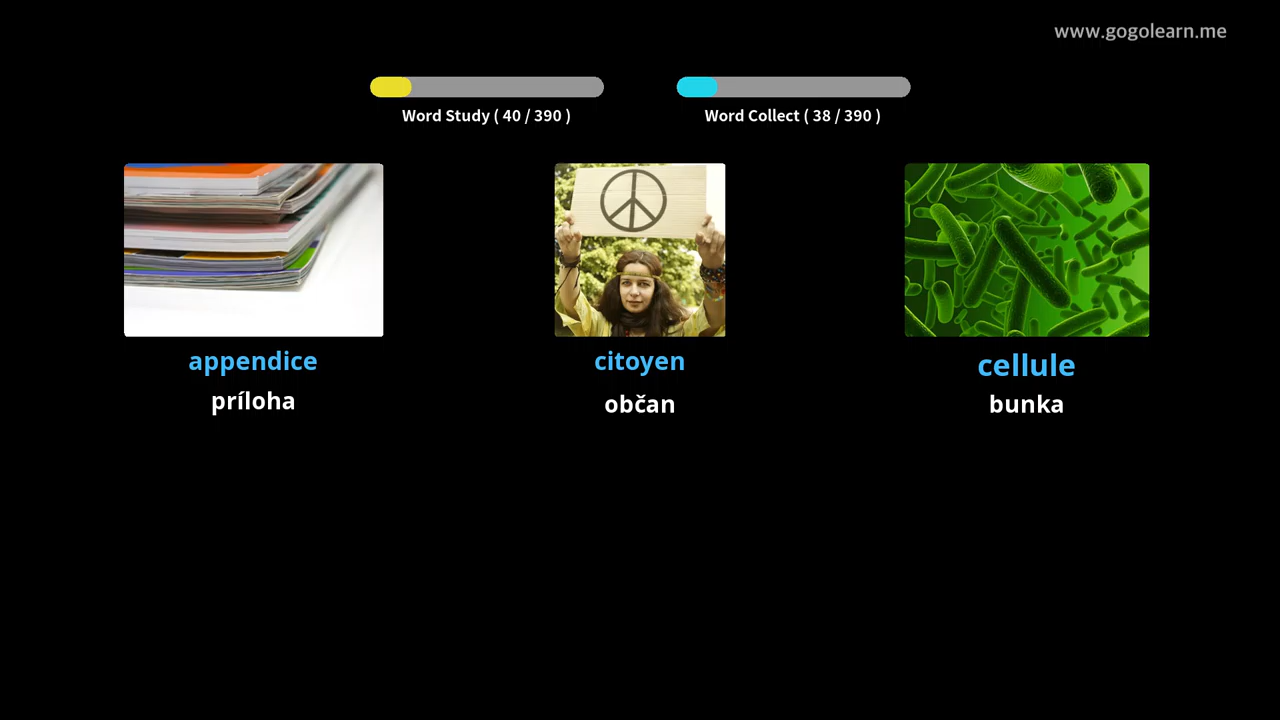 www.gogolearn.me
Word Study ( 40 / 390 )
Word Collect ( 38 / 390 )
appendice
príloha
citoyen
občan
cellule
bunka